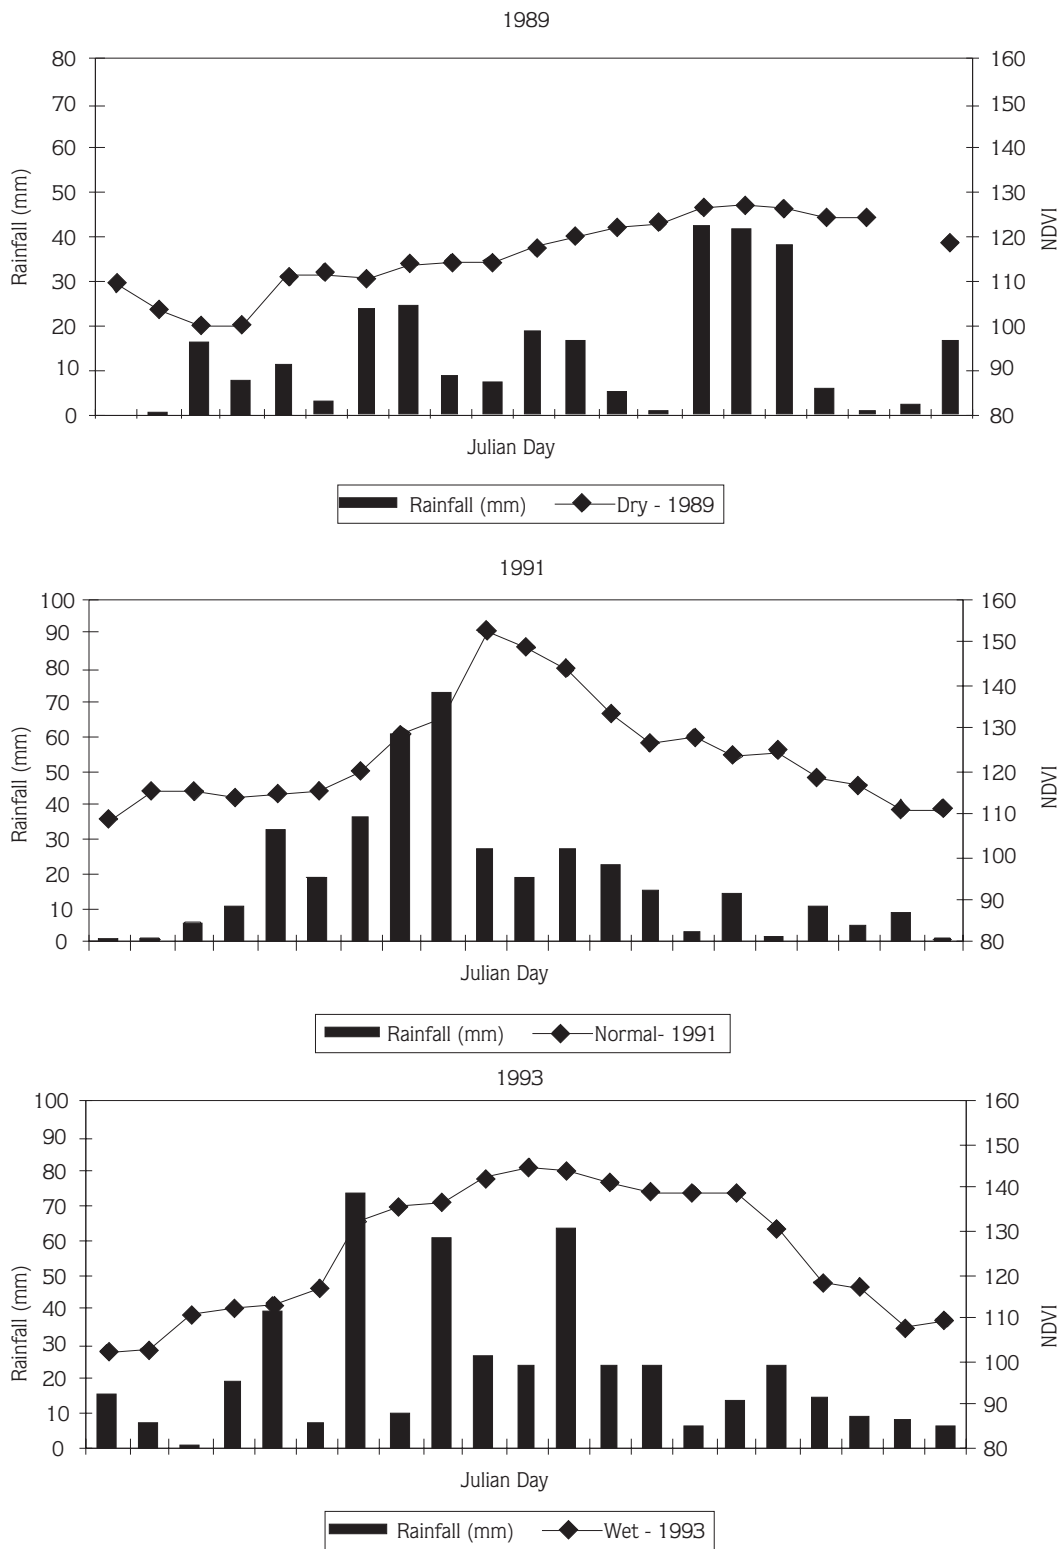 1989
80 160
70 150
60 140
50 130
40 120
30 110
20 100
10 90
0 80
Rainfall (mm)
NDVI
Julian Day
Rainfall (mm) Dry - 1989
1991
100 160
90 150
80 140
70 130
60 120
50 110
40 100
30 90
20 80
10
0
Rainfall (mm)
NDVI
Julian Day
Rainfall (mm) Normal- 1991
1993
100 160
90 150
80 140
70 130
60 120
50 110
40 100
30 90
20 80
10
0
Rainfall (mm)
NDVI
Julian Day
Rainfall (mm) Wet - 1993